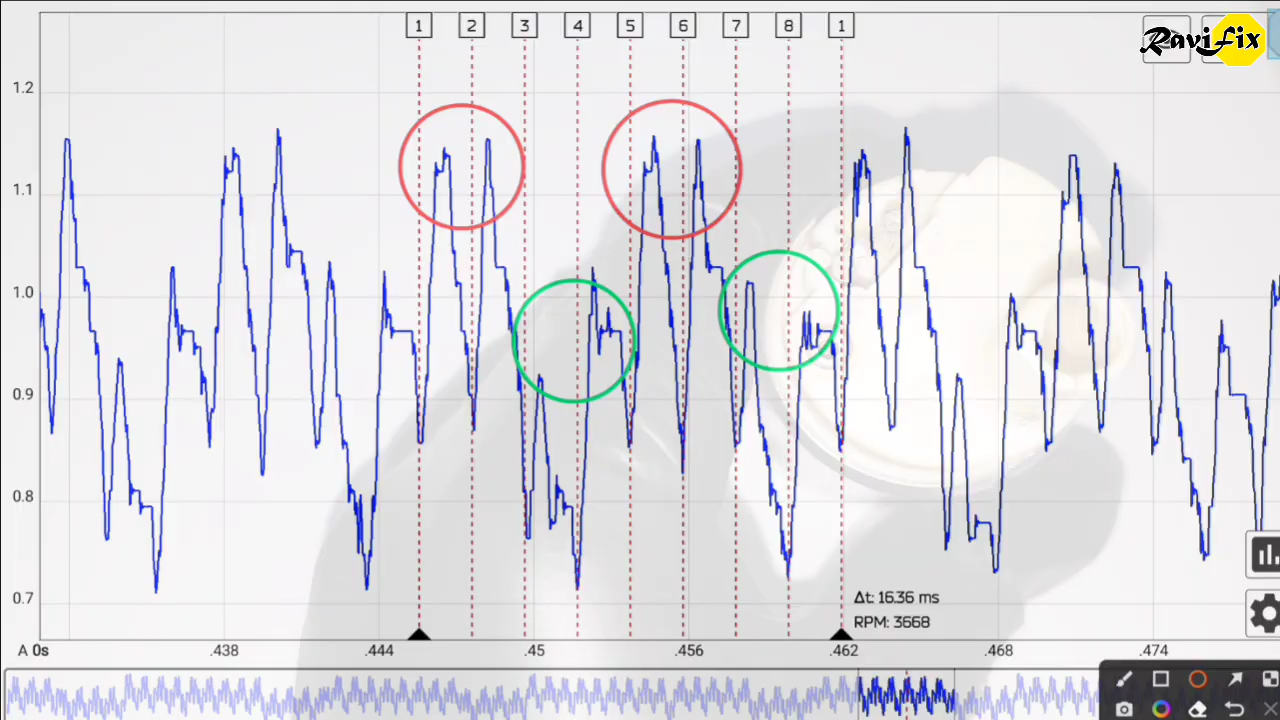 1 2 3 4 5 6 7 8 1
RaviFix
1.2
1.1
1.0
0.9
0.8
0.7
Δt: 16.36 ms
RPM: 3668
A 0s .438 .444 .45 .456 .462 .468 .474